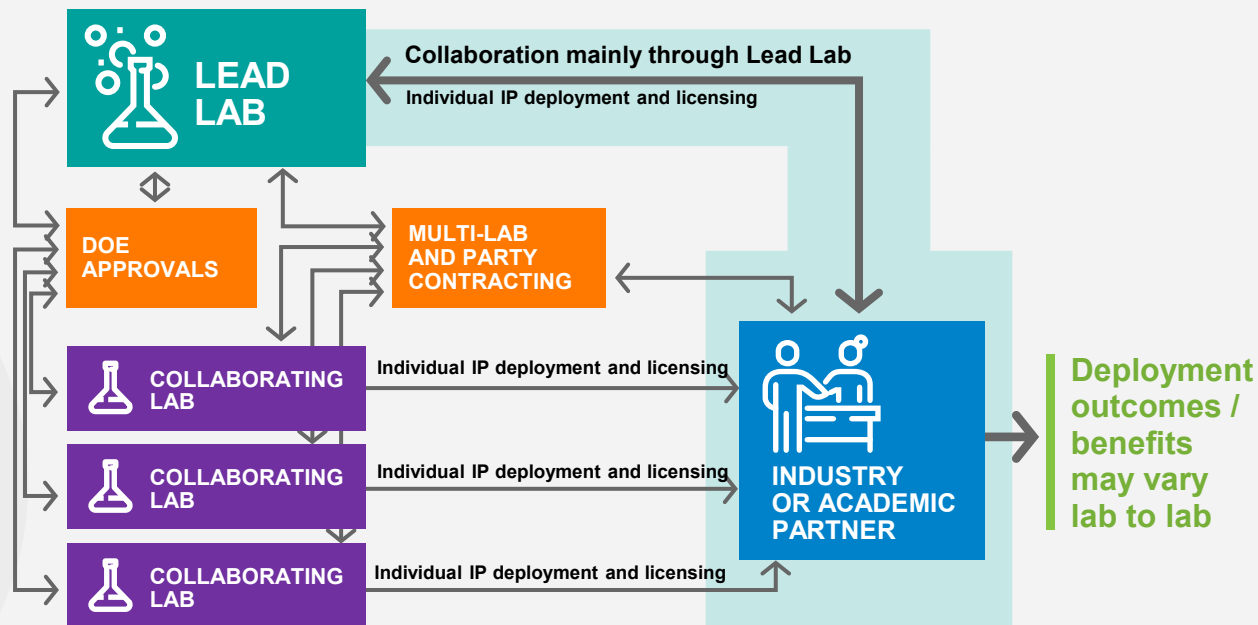 LEAD
LAB
Collaboration mainly through Lead Lab
Individual IP deployment and licensing
DOE
APPROVALS
MULTI-LAB
AND PARTY
CONTRACTING
COLLABORATING
LAB
Individual IP deployment and licensing
COLLABORATING
LAB
Individual IP deployment and licensing
COLLABORATING
LAB
Individual IP deployment and licensing
INDUSTRY
OR ACADEMIC
PARTNER
Deployment
outcomes /
benefits
may vary
lab to lab